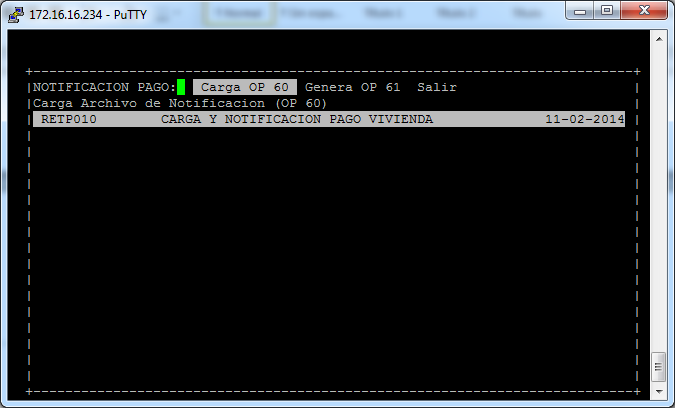 172.16.16.234 - PuTTY
NOTIFICACION PAGO: Carga OP 60 Genera OP 61 Salir
Carga Archivo de Notificacion (OP 60)
RETP010 CARGA Y NOTIFICACION PAGO VIVIENDA 11-02-2014